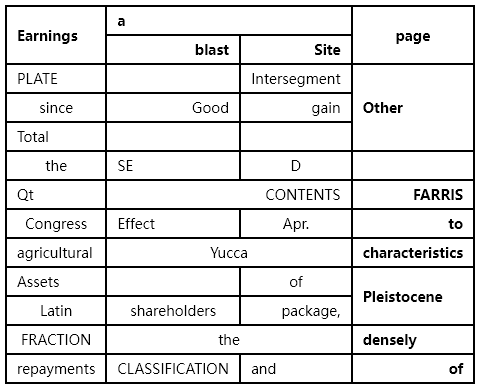 Earnings a page
blast Site
PLATE Intersegment
since Good gain Other
Total
the SE D
Qt CONTENTS FARRIS
Congress Effect Apr. to
agricultural Yucca characteristics
Assets of
Latin shareholders package, Pleistocene
FRACTION the densely
repayments CLASSIFICATION and of